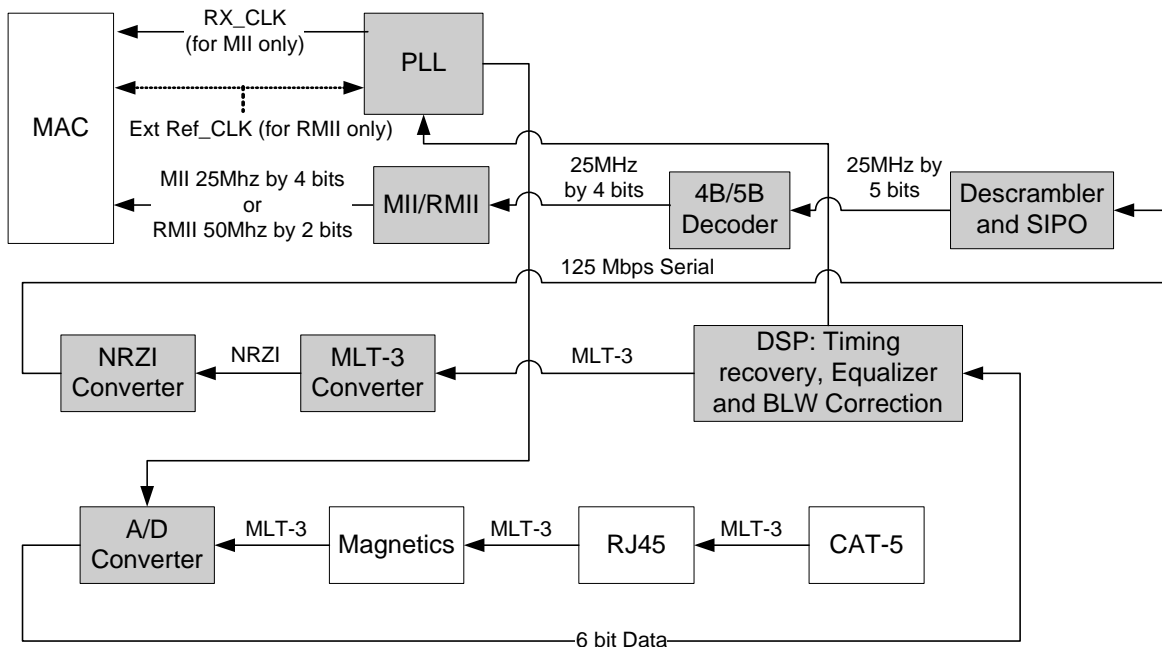 RX_CLK
(for MII only)
PLL
MAC
Ext Ref_CLK (for RMII only)
MII 25Mhz by 4 bits
or
RMII 50Mhz by 2 bits
MII/RMII
25MHz
by 4 bits
4B/5B
Decoder
25MHz by
5 bits
Descrambler
and SIPO
125 Mbps Serial
NRZI
Converter
NRZI
MLT-3
Converter
MLT-3
DSP: Timing
recovery, Equalizer
and BLW Correction
A/D
Converter
MLT-3
Magnetics
MLT-3
RJ45
MLT-3
CAT-5
6 bit Data